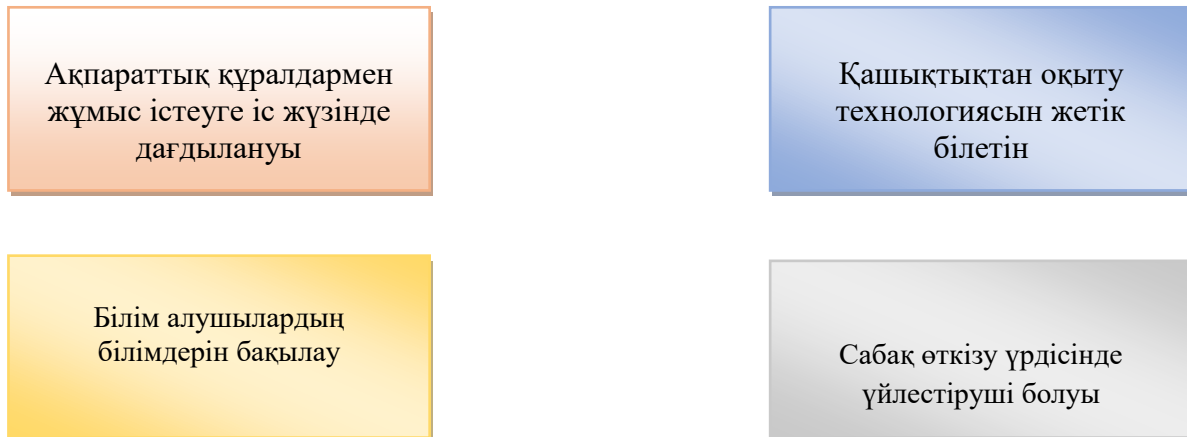 Ақпараттық құралдармен
жұмыс істеуге іс жүзінде
дағдылануы
Қашықтықтан оқыту
технологиясын жетік
білетін
Білім алушылардың
білімдерін бақылау
Сабақ өткізу үрдісінде
үйлестіруші болуы